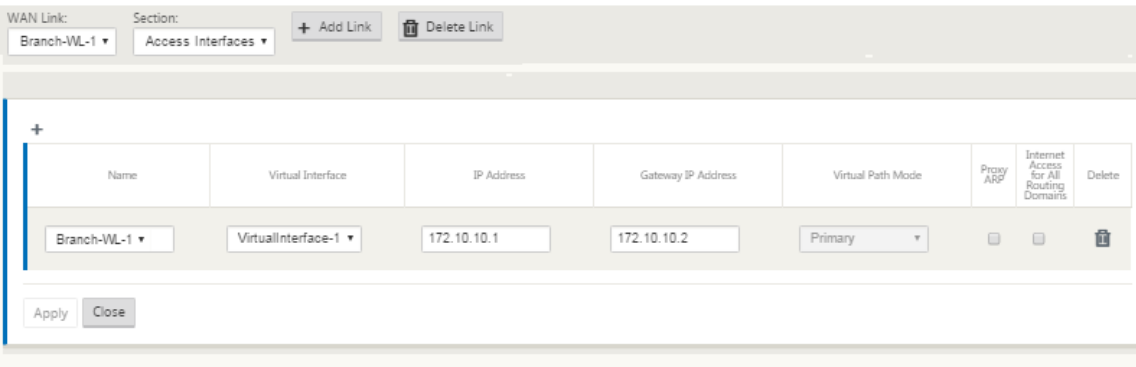 WAN Link: Section:
Branch-WL-1 Access Interfaces + Add Link Delete Link
+
Name Virtual Interface IP Address Gateway IP Address Virtual Path Mode Proxy ARP Internet Access for All Routing Domains Delete
Branch-WL-1 VirtualInterface-1 172.10.10.1 172.10.10.2 Primary
Apply Close